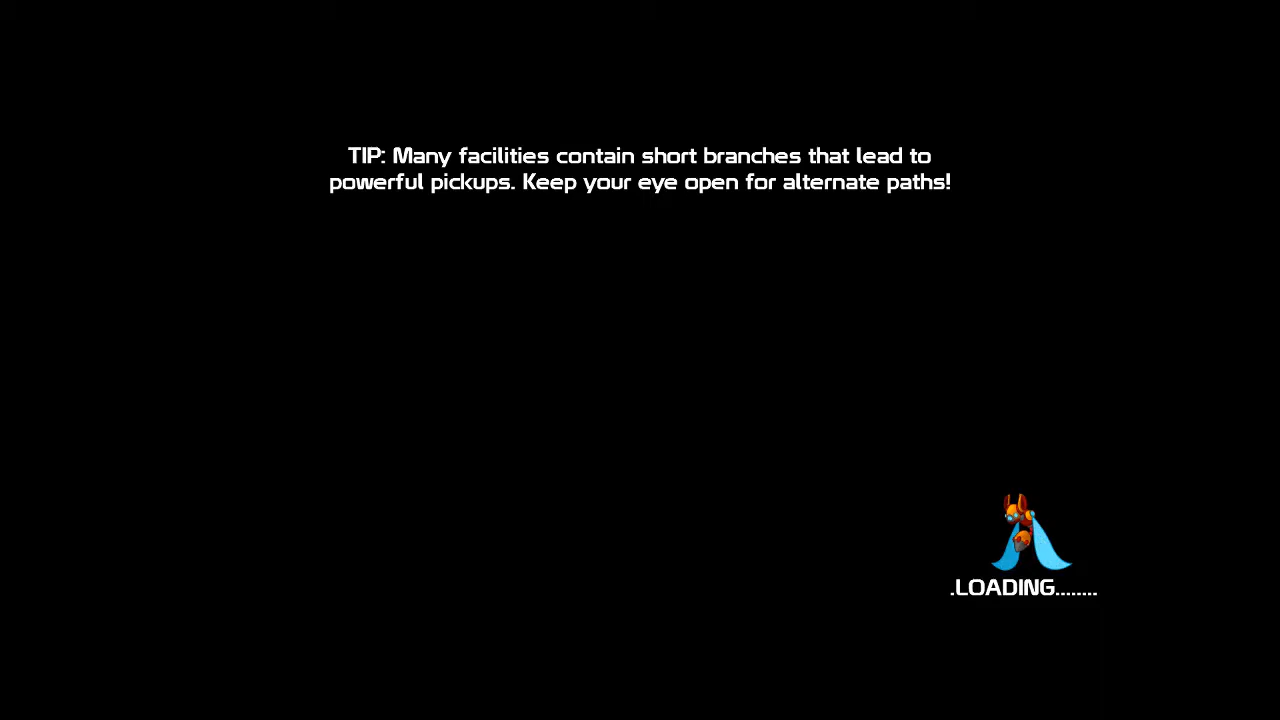 TIP: Many facilities contain short branches that lead to
powerful pickups. Keep your eye open for alternate paths!
.LOADING........